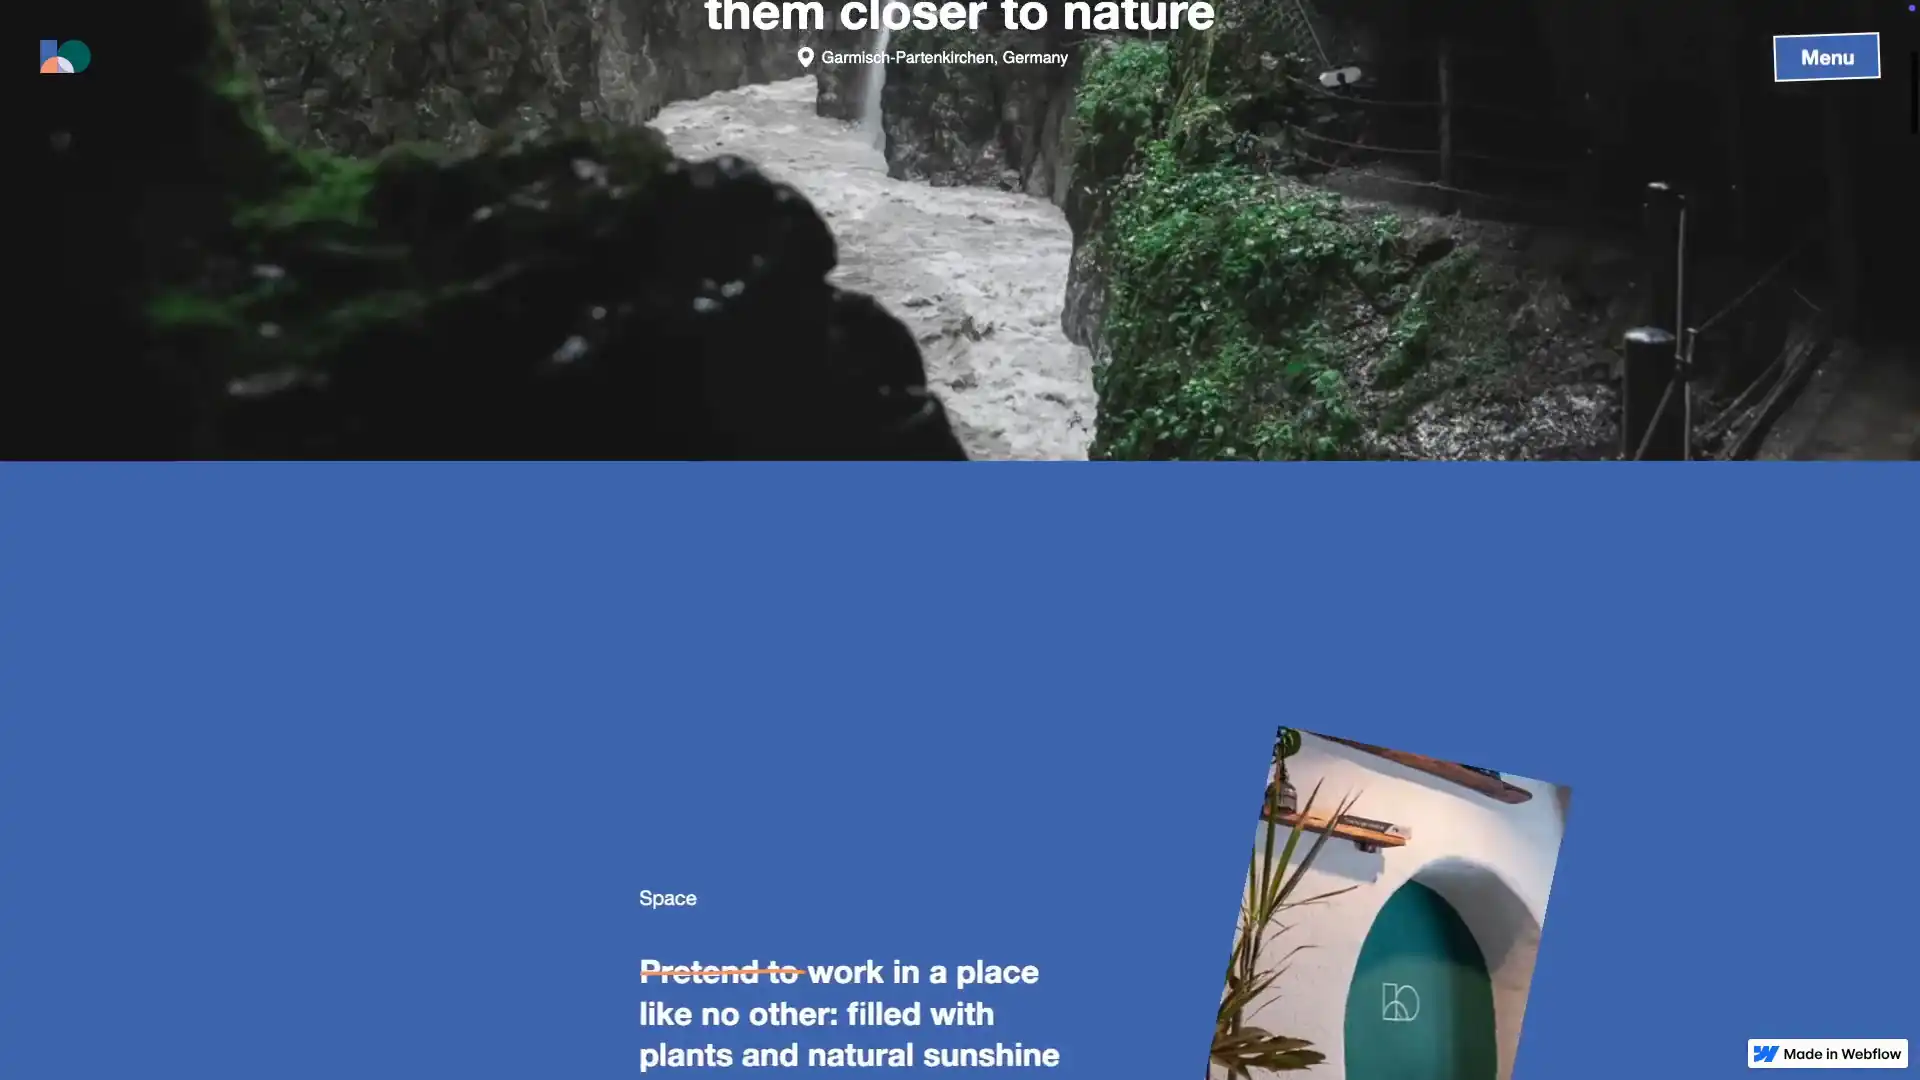 them closer to nature
Garmisch-Partenkirchen, Germany
Menu
Space
Pretend to work in a place
like no other: filled with
plants and natural sunshine
Made in Webflow